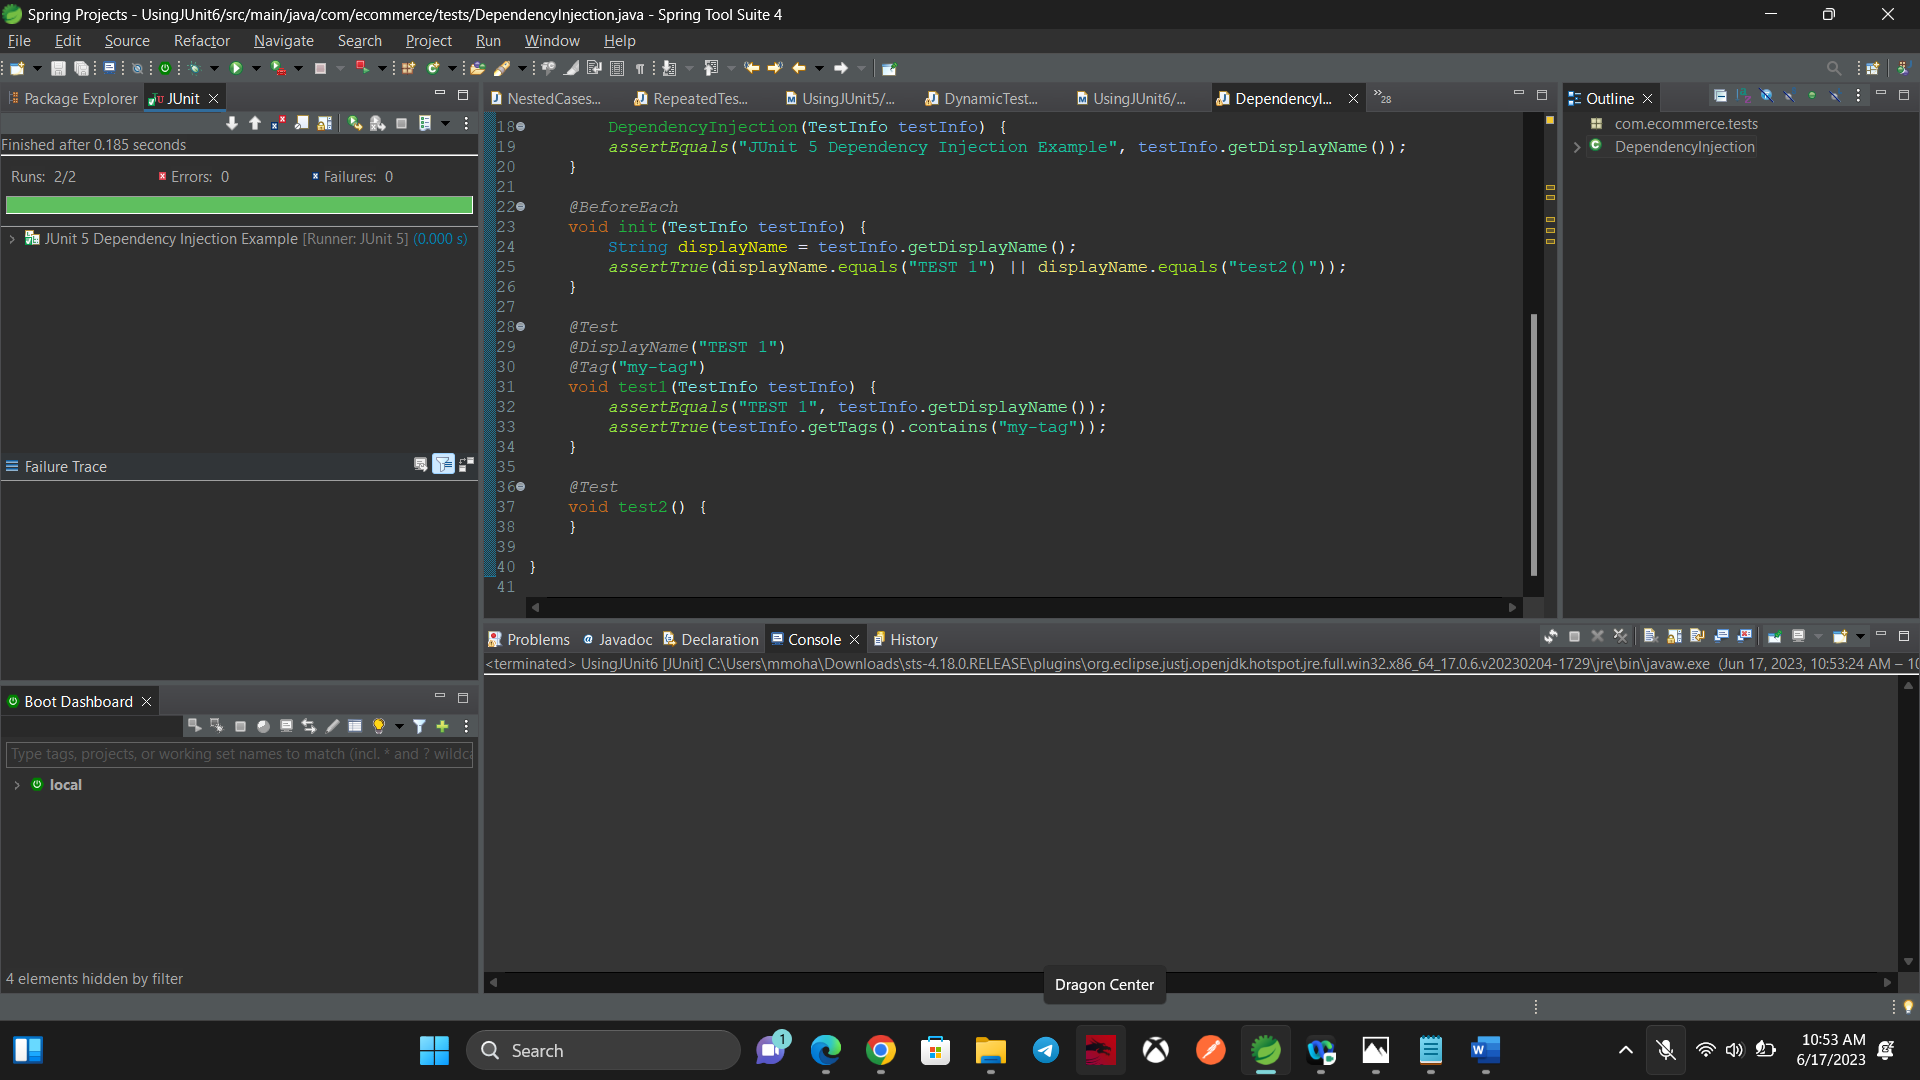 Spring Projects - UsingJUnit6/src/main/java/com/ecommerce/tests/DependencyInjection.java - Spring Tool Suite 4
File Edit Source Refactor Navigate Search Project Run Window Help
Package Explorer JUnit
Finished after 0.185 seconds
Runs: 2/2 Errors: 0 Failures: 0
JUnit 5 Dependency Injection Example [Runner: JUnit 5] (0.000 s)
Failure Trace
Boot Dashboard
Type tags, projects, or working set names to match (incl. * and ? wildca
local
4 elements hidden by filter
NestedCases... RepeatedTes... UsingJUnit5/... DynamicTest... UsingJUnit6/... DependencyI... »28
18 DependencyInjection(TestInfo testInfo) {
19 assertEquals("JUnit 5 Dependency Injection Example", testInfo.getDisplayName());
20 }
21
22 @BeforeEach
23 void init(TestInfo testInfo) {
24 String displayName = testInfo.getDisplayName();
25 assertTrue(displayName.equals("TEST 1") || displayName.equals("test2()"));
26 }
27
28 @Test
29 @DisplayName("TEST 1")
30 @Tag("my-tag")
31 void test1(TestInfo testInfo) {
32 assertEquals("TEST 1", testInfo.getDisplayName());
33 assertTrue(testInfo.getTags().contains("my-tag"));
34 }
35
36 @Test
37 void test2() {
38 }
39
40 }
41
Outline
com.ecommerce.tests
DependencyInjection
Problems Javadoc Declaration Console History
<terminated> UsingJUnit6 [JUnit] C:\Users\mmoha\Downloads\sts-4.18.0.RELEASE\plugins\org.eclipse.justj.openjdk.hotspot.jre.full.win32.x86_64_17.0.6.v20230204-1729\jre\bin\javaw.exe (Jun 17, 2023, 10:53:24 AM – 10
Dragon Center
Search
1
10:53 AM
6/17/2023